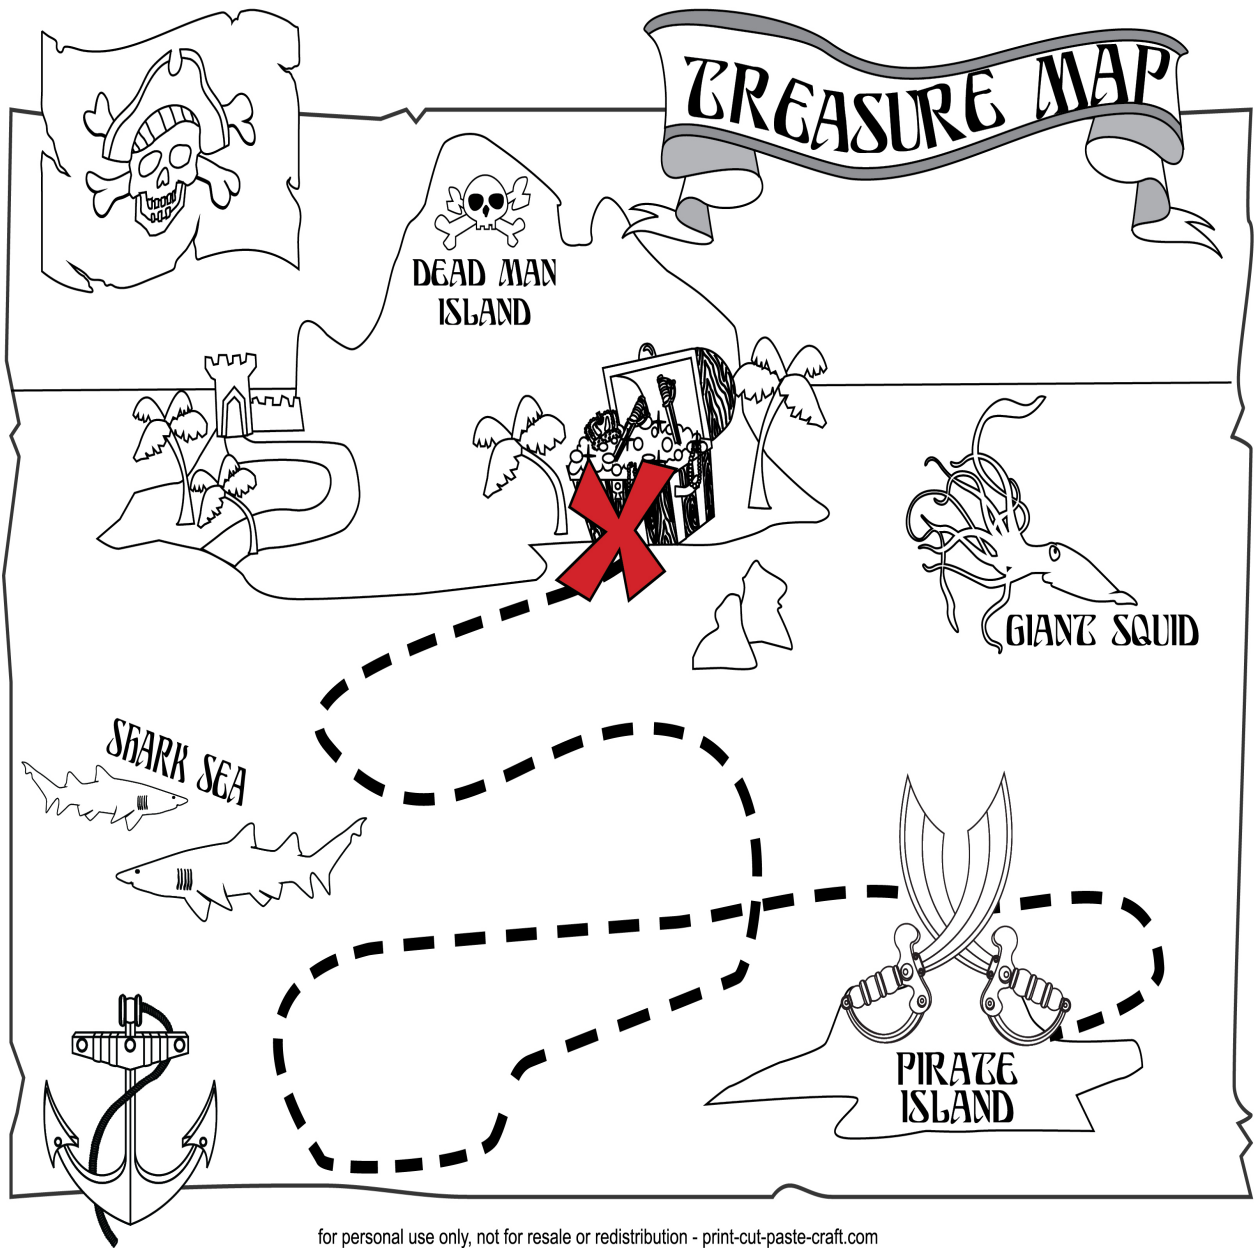 TREASURE MAP
DEAD MAN
ISLAND
GIANT SQUID
SHARK SEA
PIRATE
ISLAND
for personal use only, not for resale or redistribution - print-cut-paste-craft.com